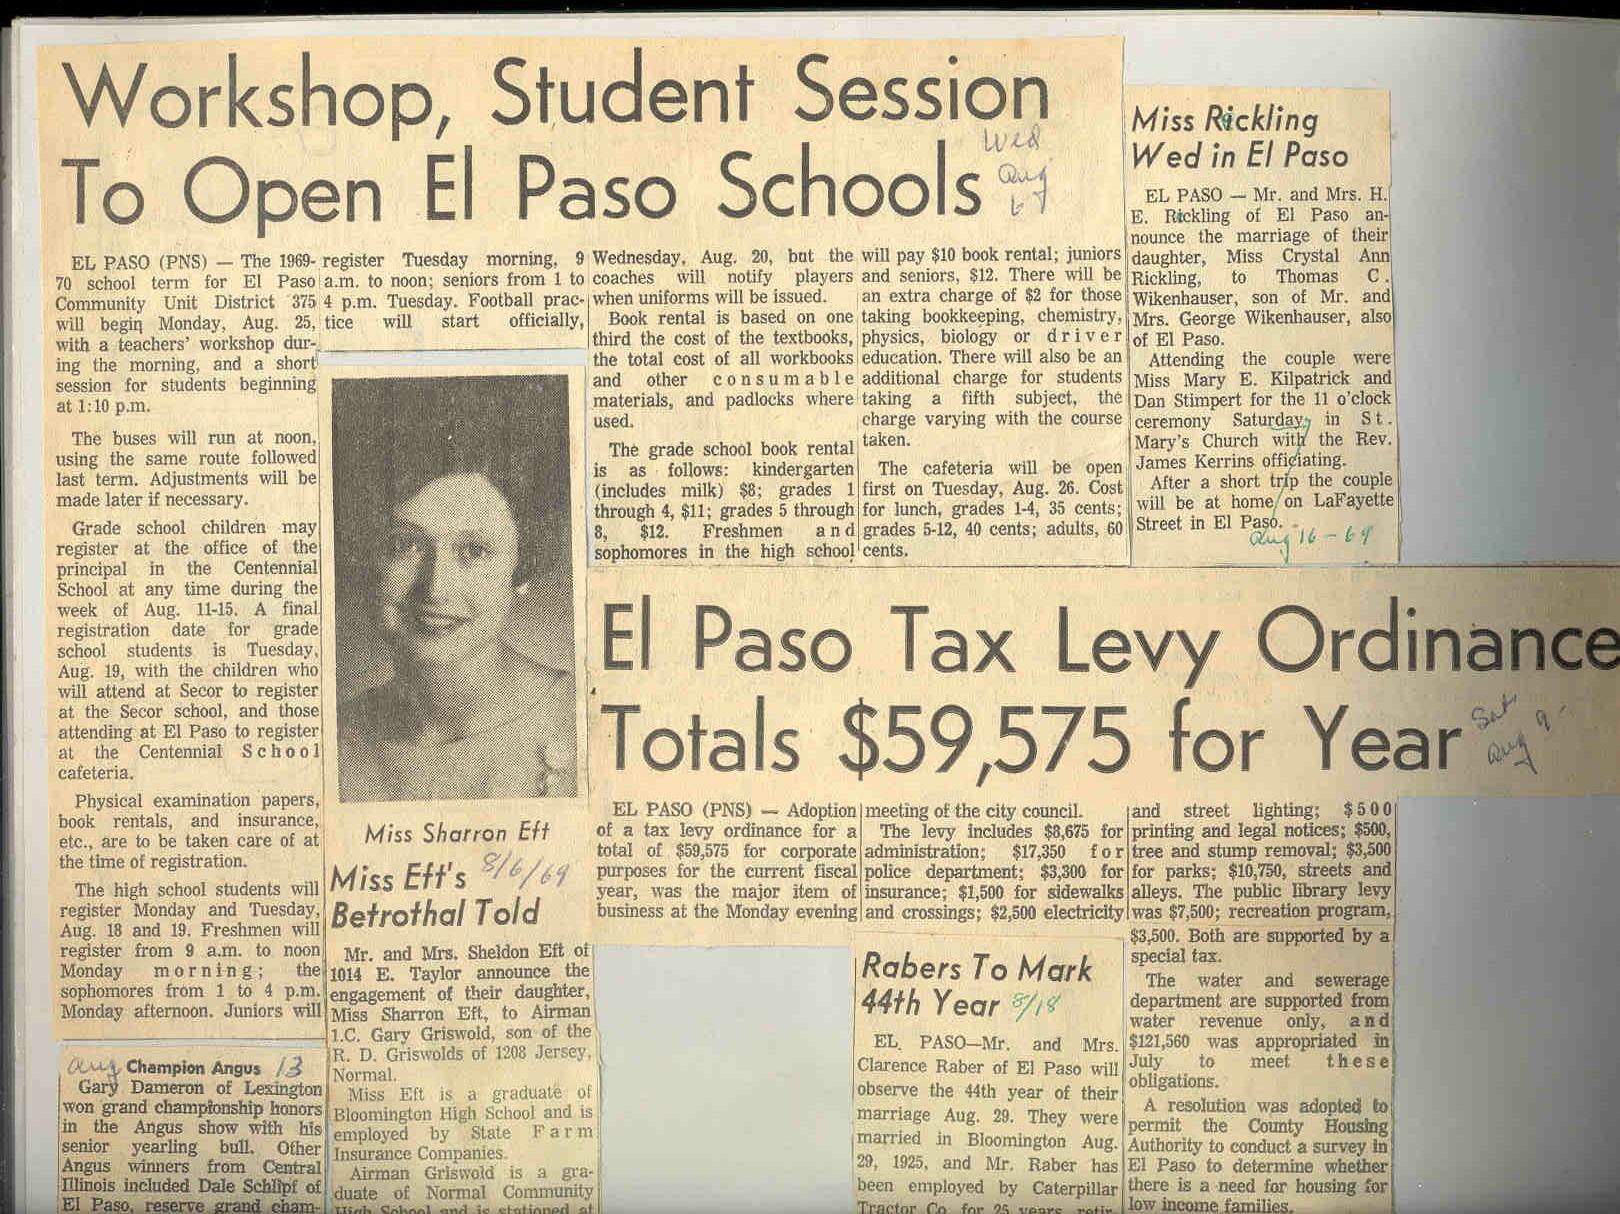 Workshop, Student Session
To Open El Paso Schools
Wed
Aug
EL PASO (PNS) — The 1969-
70 school term for El Paso
Community Unit District 375
will begin Monday, Aug. 25,
with a teachers' workshop dur-
ing the morning, and a short
session for students beginning
at 1:10 p.m.
The buses will run at noon,
using the same route followed
last term. Adjustments will be
made later if necessary.
Grade school children may
register at the office of the
principal in the Centennial
School at any time during the
week of Aug. 11-15. A final
registration date for grade
school students is Tuesday,
Aug. 19, with the children who
will attend at Secor to register
at the Secor school, and those
attending at El Paso to register
at the Centennial School
cafeteria.
Physical examination papers,
book rentals, and insurance,
etc., are to be taken care of at
the time of registration.
The high school students will
register Monday and Tuesday,
Aug. 18 and 19. Freshmen will
register from 9 a.m. to noon
Monday morning; the
sophomores from 1 to 4 p.m.
Monday afternoon. Juniors will
register Tuesday morning, 9
a.m. to noon; seniors from 1 to
4 p.m. Tuesday. Football prac-
tice will start officially,
Wednesday, Aug. 20, but the
coaches will notify players
when uniforms will be issued.
Book rental is based on one
third the cost of the textbooks,
the total cost of all workbooks
and other consumable
materials, and padlocks where
used.
The grade school book rental
is as follows: kindergarten
(includes milk) $8; grades 1
through 4, $11; grades 5 through
8, $12. Freshmen and
sophomores in the high school
will pay $10 book rental; juniors
and seniors, $12. There will be
an extra charge of $2 for those
taking bookkeeping, chemistry,
physics, biology or driver
education. There will also be an
additional charge for students
taking a fifth subject, the
charge varying with the course
taken.
The cafeteria will be open
first on Tuesday, Aug. 26. Cost
for lunch, grades 1-4, 35 cents;
grades 5-12, 40 cents; adults, 60
cents.
Miss Rickling
Wed in El Paso
EL PASO — Mr. and Mrs. H.
E. Rickling of El Paso an-
nounce the marriage of their
daughter, Miss Crystal Ann
Rickling, to Thomas C.
Wikenhauser, son of Mr. and
Mrs. George Wikenhauser, also
of El Paso.
Attending the couple were
Miss Mary E. Kilpatrick and
Dan Stimpert for the 11 o'clock
ceremony Saturday, in St.
Mary's Church with the Rev.
James Kerrins officiating.
After a short trip the couple
will be at home on LaFayette
Street in El Paso.
Aug 16-69
Miss Sharron Eft
Miss Eft's 8/6/69
Betrothal Told
Mr. and Mrs. Sheldon Eft of
1014 E. Taylor announce the
engagement of their daughter,
Miss Sharron Eft, to Airman
1.C. Gary Griswold, son of the
R. D. Griswolds of 1208 Jersey,
Normal.
Miss Eft is a graduate of
Bloomington High School and is
employed by State Farm
Insurance Companies.
Airman Griswold is a gra-
duate of Normal Community
High School and is stationed at
El Paso Tax Levy Ordinance
Totals $59,575 for Year
Sat
Aug 9
EL PASO (PNS) — Adoption
of a tax levy ordinance for a
total of $59,575 for corporate
purposes for the current fiscal
year, was the major item of
business at the Monday evening
meeting of the city council.
The levy includes $8,675 for
administration; $17,350 for
police department; $3,300 for
insurance; $1,500 for sidewalks
and crossings; $2,500 electricity
and street lighting; $500
printing and legal notices; $500,
tree and stump removal; $3,500
for parks; $10,750, streets and
alleys. The public library levy
was $7,500; recreation program,
$3,500. Both are supported by a
special tax.
The water and sewerage
department are supported from
water revenue only, and
$121,560 was appropriated in
July to meet these
obligations.
A resolution was adopted to
permit the County Housing
Authority to conduct a survey in
El Paso to determine whether
there is a need for housing for
low income families.
Rabers To Mark
44th Year 8/18
EL PASO—Mr. and Mrs.
Clarence Raber of El Paso will
observe the 44th year of their
marriage Aug. 29. They were
married in Bloomington Aug.
29, 1925, and Mr. Raber has
been employed by Caterpillar
Tractor Co. for 25 years, retir-
Aug Champion Angus 13
Gary Dameron of Lexington
won grand championship honors
in the Angus show with his
senior yearling bull. Other
Angus winners from Central
Illinois included Dale Schlipf of
El Paso, reserve grand cham-